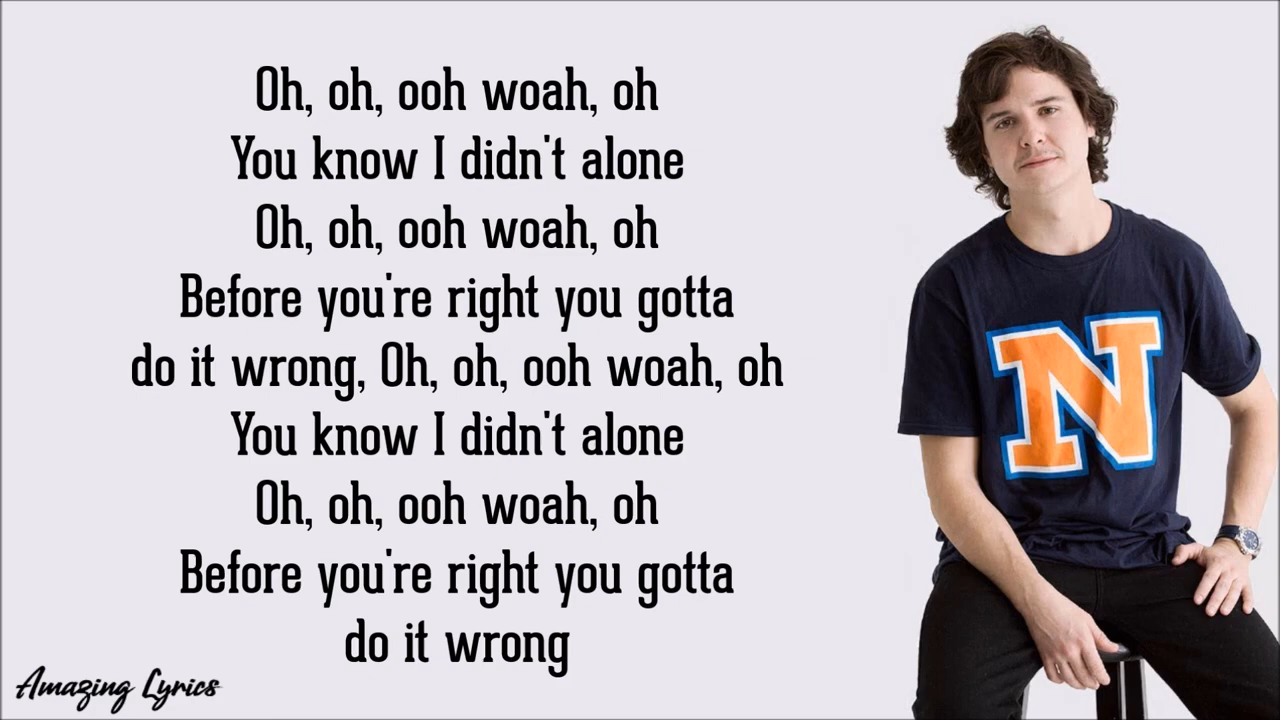 Oh, oh, ooh woah, oh
You know I didn't alone
Oh, oh, ooh woah, oh
Before you're right you gotta
do it wrong, Oh, oh, ooh woah, oh
You know I didn't alone
Oh, oh, ooh woah, oh
Before you're right you gotta
do it wrong
N
Amazing Lyrics